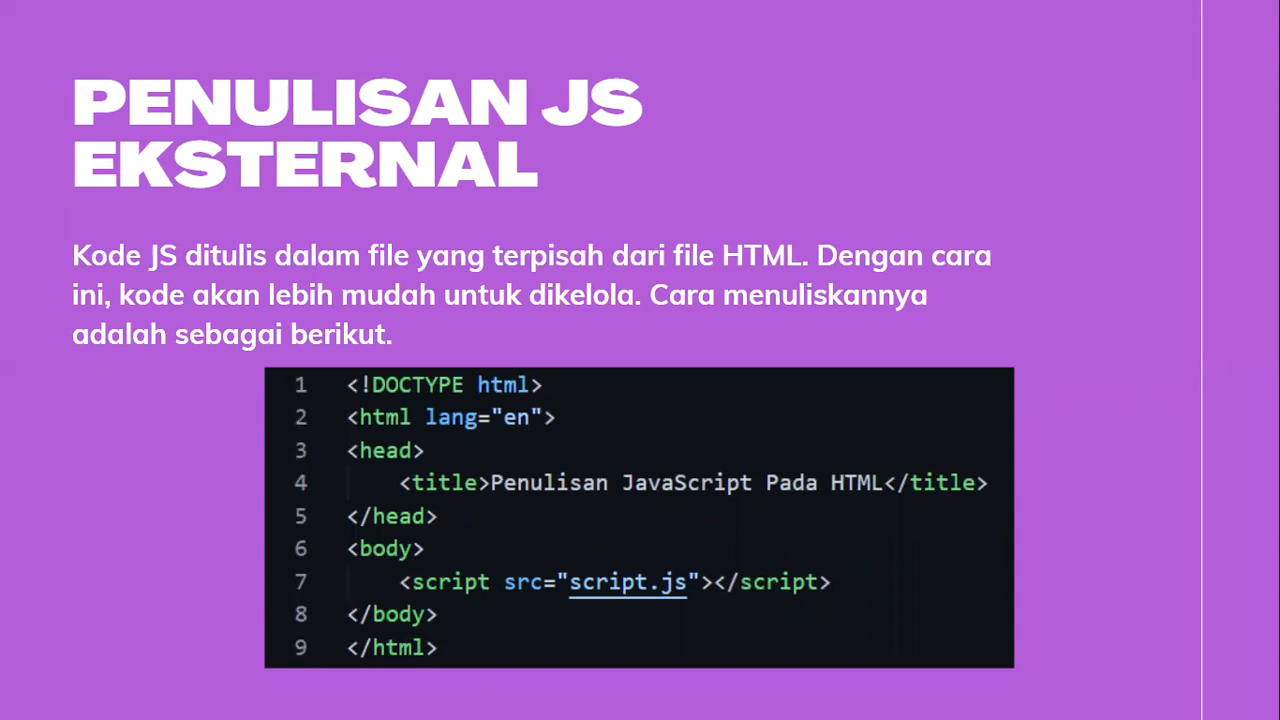 PENULISAN JS
EKSTERNAL
Kode JS ditulis dalam file yang terpisah dari file HTML. Dengan cara
ini, kode akan lebih mudah untuk dikelola. Cara menuliskannya
adalah sebagai berikut.
1 <!DOCTYPE html>
2 <html lang="en">
3 <head>
4     <title>Penulisan JavaScript Pada HTML</title>
5 </head>
6 <body>
7     <script src="script.js"></script>
8 </body>
9 </html>